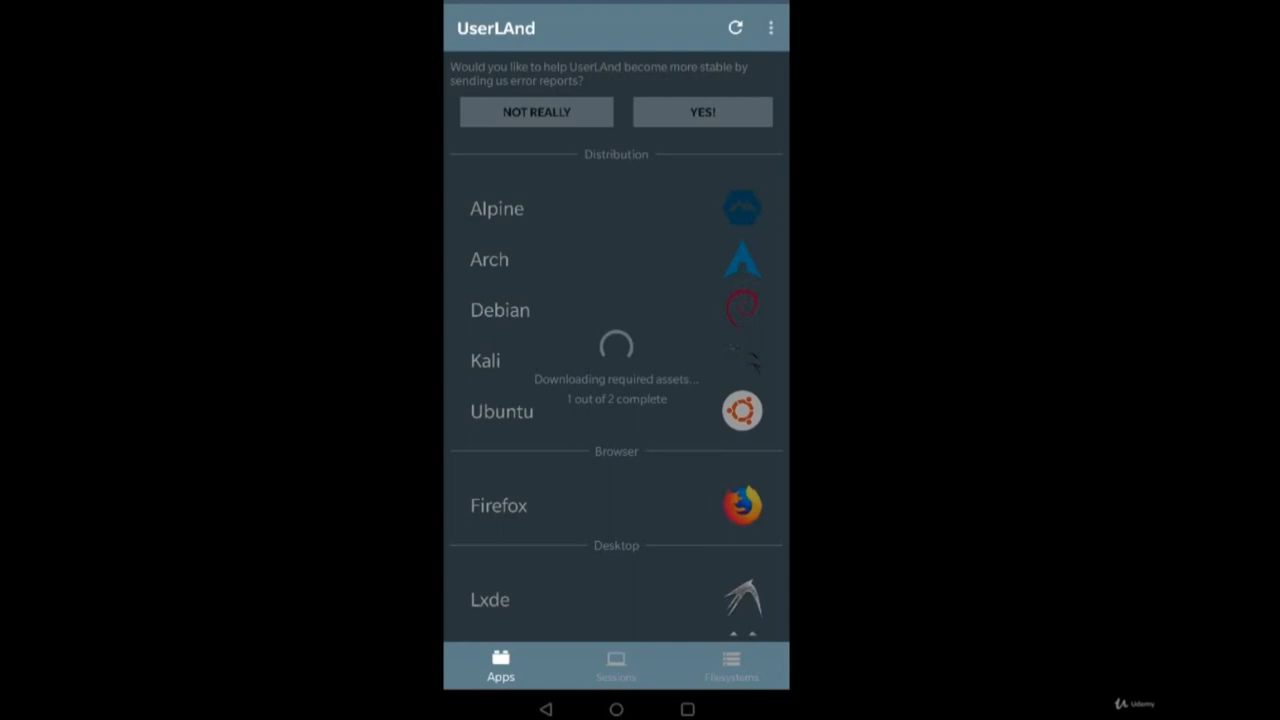 UserLAnd
Would you like to help UserLAnd become more stable by
sending us error reports?
NOT REALLY
YES!
Distribution
Alpine
Arch
Debian
Kali
Downloading required assets...
1 out of 2 complete
Ubuntu
Browser
Firefox
Desktop
Lxde
Apps
Sessions
Filesystems
Udemy